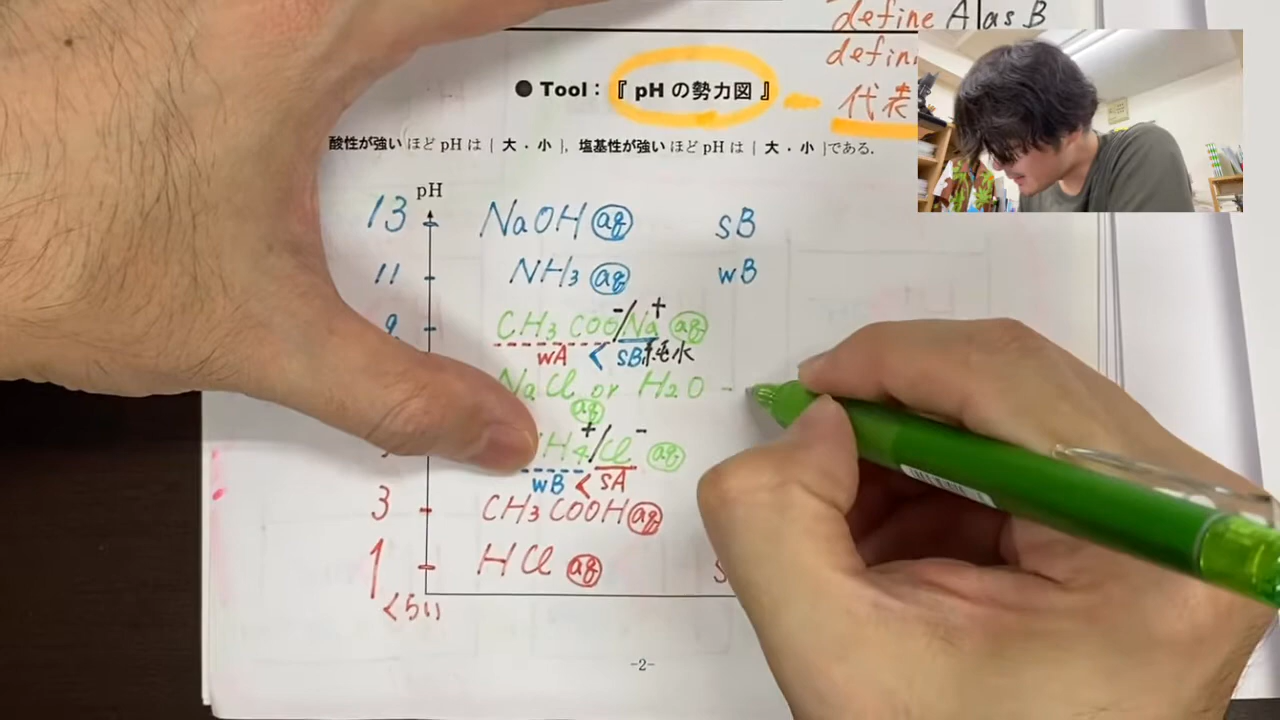 define A as B
defin
代表
● Tool：『 pH の勢力図 』
酸性が強い ほど pH は [ 大 ・ 小 ], 塩基性が強い ほど pH は [ 大 ・ 小 ]である.
pH
13 NaOH aq sB
11 NH₃ aq wB
9 CH₃COO⁻/Na⁺ aq
wA < sB 純水
NaCl or H₂O -
aq
H₄⁺/Cl⁻ aq
wB < sA
3 CH₃COOH aq
1 HCl aq s
くらい
-2-